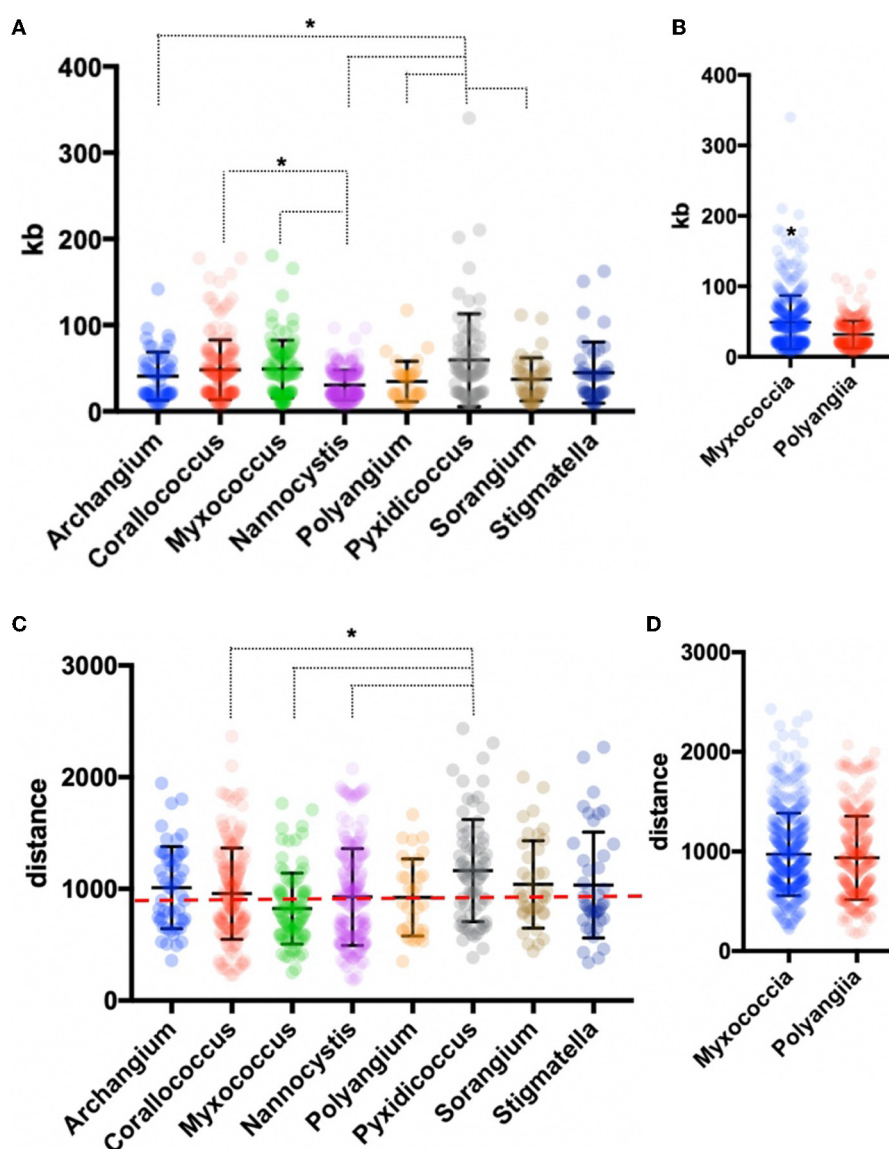 A
*
*
400
300
200
100
0
kb
Archangium
Corallococcus
Myxococcus
Nannocystis
Polyangium
Pyxidicoccus
Sorangium
Stigmatella
B
400
300
200
100
0
kb
*
Myxococcia
Polyangiia
C
*
3000
2000
1000
0
distance
Archangium
Corallococcus
Myxococcus
Nannocystis
Polyangium
Pyxidicoccus
Sorangium
Stigmatella
D
3000
2000
1000
0
distance
Myxococcia
Polyangiia